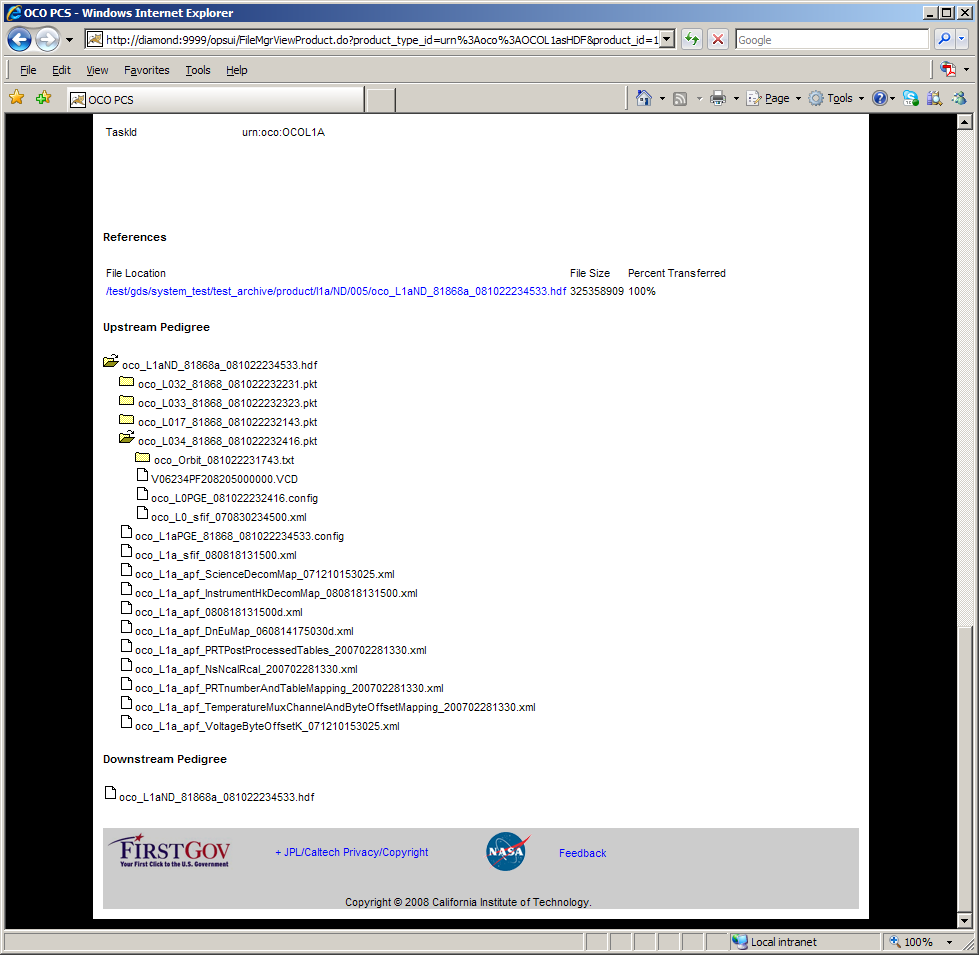 OCO PCS - Windows Internet Explorer
http://diamond:9999/opsui/FileMgrViewProduct.do?product_type_id=urn%3Aoco%3AOCOL1asHDF&product_id=1
Google
File Edit View Favorites Tools Help
OCO PCS
Page Tools
TaskId urn:oco:OCOL1A
References
File Location File Size Percent Transferred
/test/gds/system_test/test_archive/product/l1a/ND/005/oco_L1aND_81868a_081022234533.hdf 325358909 100%
Upstream Pedigree
oco_L1aND_81868a_081022234533.hdf
oco_L032_81868_081022232231.pkt
oco_L033_81868_081022232323.pkt
oco_L017_81868_081022232143.pkt
oco_L034_81868_081022232416.pkt
oco_Orbit_081022231743.txt
V06234PF208205000000.VCD
oco_L0PGE_081022232416.config
oco_L0_sfif_070830234500.xml
oco_L1aPGE_81868_081022234533.config
oco_L1a_sfif_080818131500.xml
oco_L1a_apf_ScienceDecomMap_071210153025.xml
oco_L1a_apf_InstrumentHkDecomMap_080818131500.xml
oco_L1a_apf_080818131500d.xml
oco_L1a_apf_DnEuMap_060814175030d.xml
oco_L1a_apf_PRTPostProcessedTables_200702281330.xml
oco_L1a_apf_NsNcalRcal_200702281330.xml
oco_L1a_apf_PRTnumberAndTableMapping_200702281330.xml
oco_L1a_apf_TemperatureMuxChannelAndByteOffsetMapping_200702281330.xml
oco_L1a_apf_VoltageByteOffsetK_071210153025.xml
Downstream Pedigree
oco_L1aND_81868a_081022234533.hdf
FIRSTGOV
Your First Click to the U.S. Government
+ JPL/Caltech Privacy/Copyright
NASA
Feedback
Copyright © 2008 California Institute of Technology.
Local intranet 100%